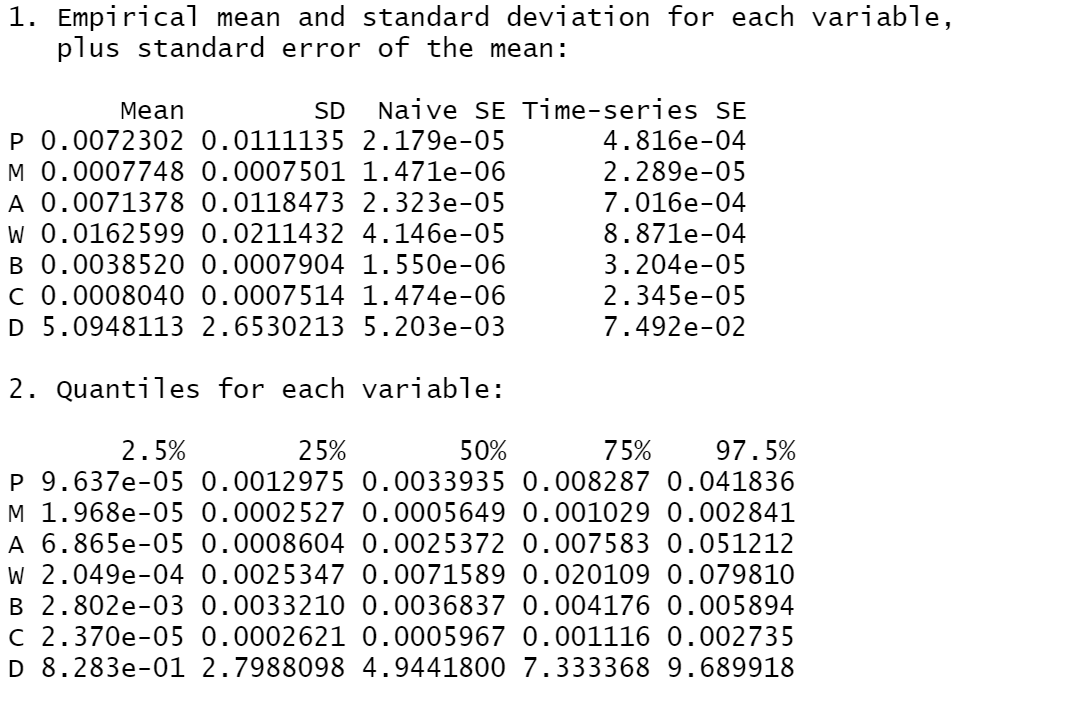 1. Empirical mean and standard deviation for each variable,
plus standard error of the mean:
Mean SD Naive SE Time-series SE
P 0.0072302 0.0111135 2.179e-05 4.816e-04
M 0.0007748 0.0007501 1.471e-06 2.289e-05
A 0.0071378 0.0118473 2.323e-05 7.016e-04
W 0.0162599 0.0211432 4.146e-05 8.871e-04
B 0.0038520 0.0007904 1.550e-06 3.204e-05
C 0.0008040 0.0007514 1.474e-06 2.345e-05
D 5.0948113 2.6530213 5.203e-03 7.492e-02
2. Quantiles for each variable:
2.5% 25% 50% 75% 97.5%
P 9.637e-05 0.0012975 0.0033935 0.008287 0.041836
M 1.968e-05 0.0002527 0.0005649 0.001029 0.002841
A 6.865e-05 0.0008604 0.0025372 0.007583 0.051212
W 2.049e-04 0.0025347 0.0071589 0.020109 0.079810
B 2.802e-03 0.0033210 0.0036837 0.004176 0.005894
C 2.370e-05 0.0002621 0.0005967 0.001116 0.002735
D 8.283e-01 2.7988098 4.9441800 7.333368 9.689918